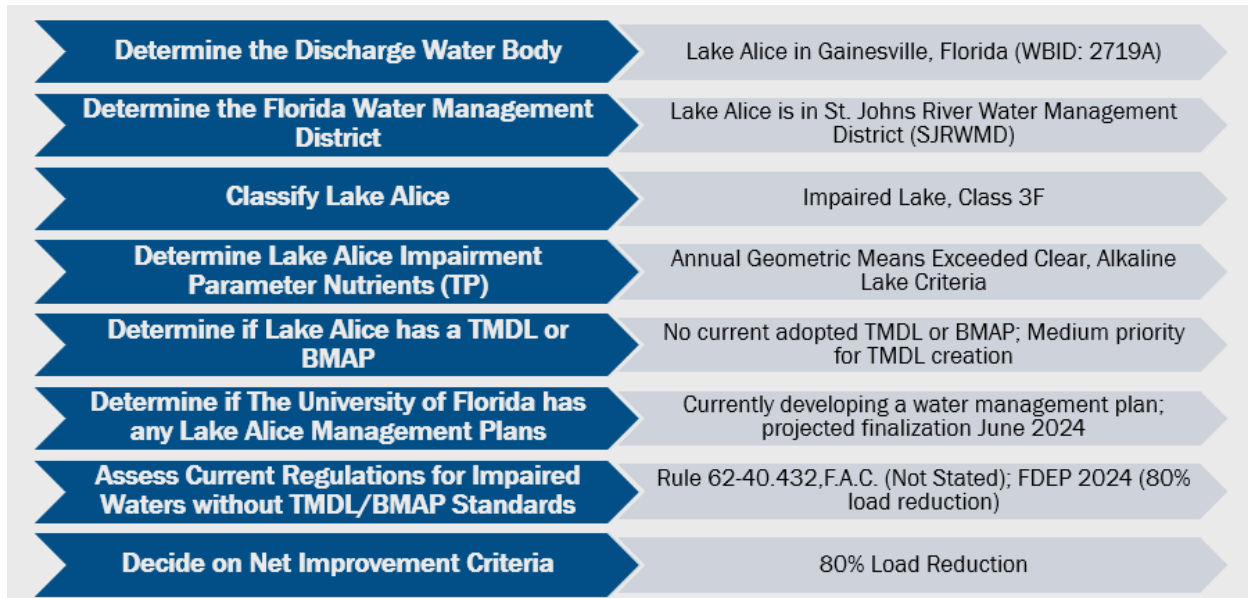 Determine the Discharge Water Body
Lake Alice in Gainesville, Florida (WBID: 2719A)
Determine the Florida Water Management
District
Lake Alice is in St. Johns River Water Management
District (SJRWMD)
Classify Lake Alice
Impaired Lake, Class 3F
Determine Lake Alice Impairment
Parameter Nutrients (TP)
Annual Geometric Means Exceeded Clear, Alkaline
Lake Criteria
Determine if Lake Alice has a TMDL or
BMAP
No current adopted TMDL or BMAP; Medium priority
for TMDL creation
Determine if The University of Florida has
any Lake Alice Management Plans
Currently developing a water management plan;
projected finalization June 2024
Assess Current Regulations for Impaired
Waters without TMDL/BMAP Standards
Rule 62-40.432,F.A.C. (Not Stated); FDEP 2024 (80%
load reduction)
Decide on Net Improvement Criteria
80% Load Reduction